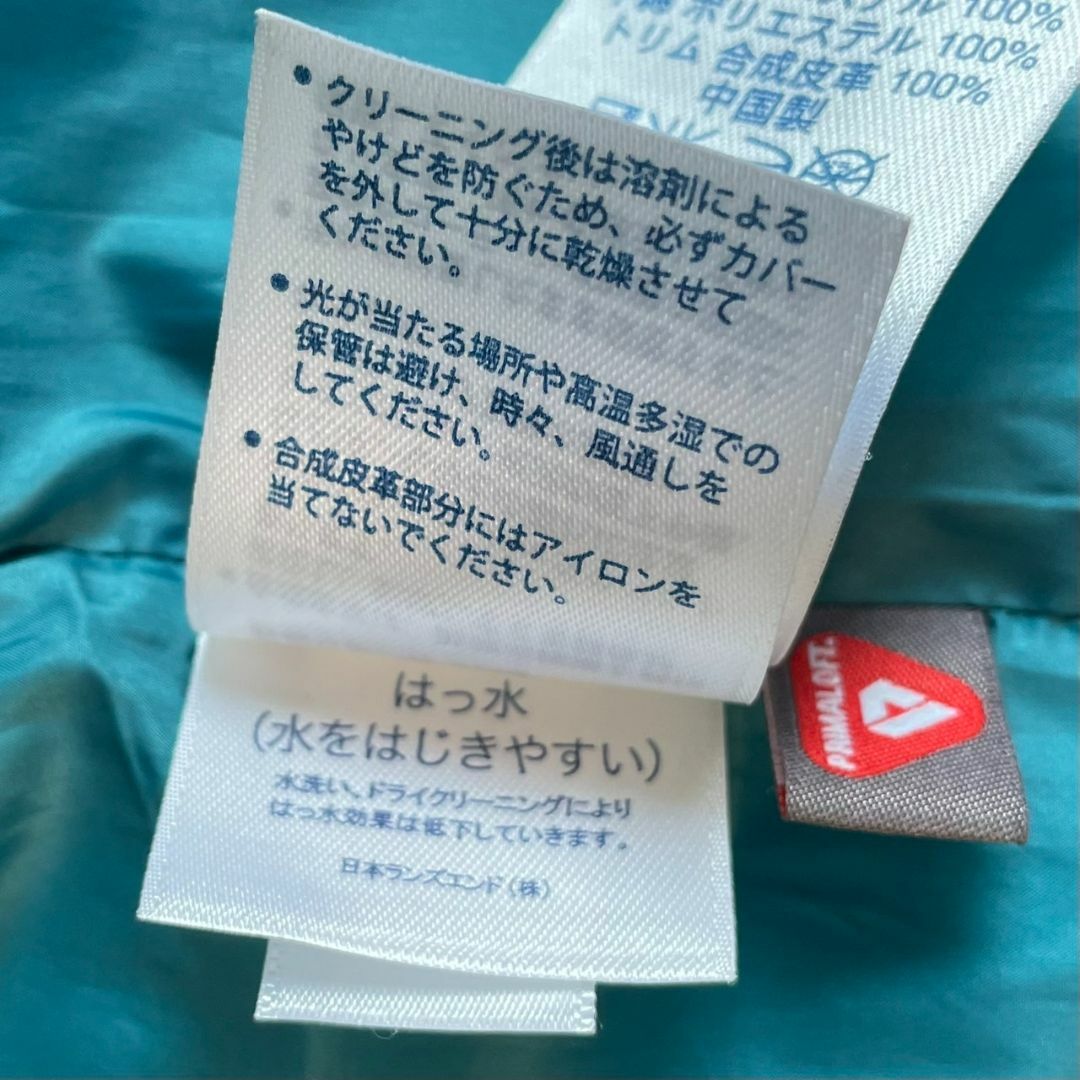 100%
ポリエステル 100%
トリム 合成皮革 100%
中国製
• クリーニング後は溶剤による
やけどを防ぐため、必ずカバー
を外して十分に乾燥させて
ください。
• 光が当たる場所や高温多湿での
保管は避け、時々、風通しを
してください。
• 合成皮革部分にはアイロンを
当てないでください。
はっ水
(水をはじきやすい)
水洗い、ドライクリーニングにより
はっ水効果は低下していきます。
日本ランズエンド(株)
PRIMALOFT